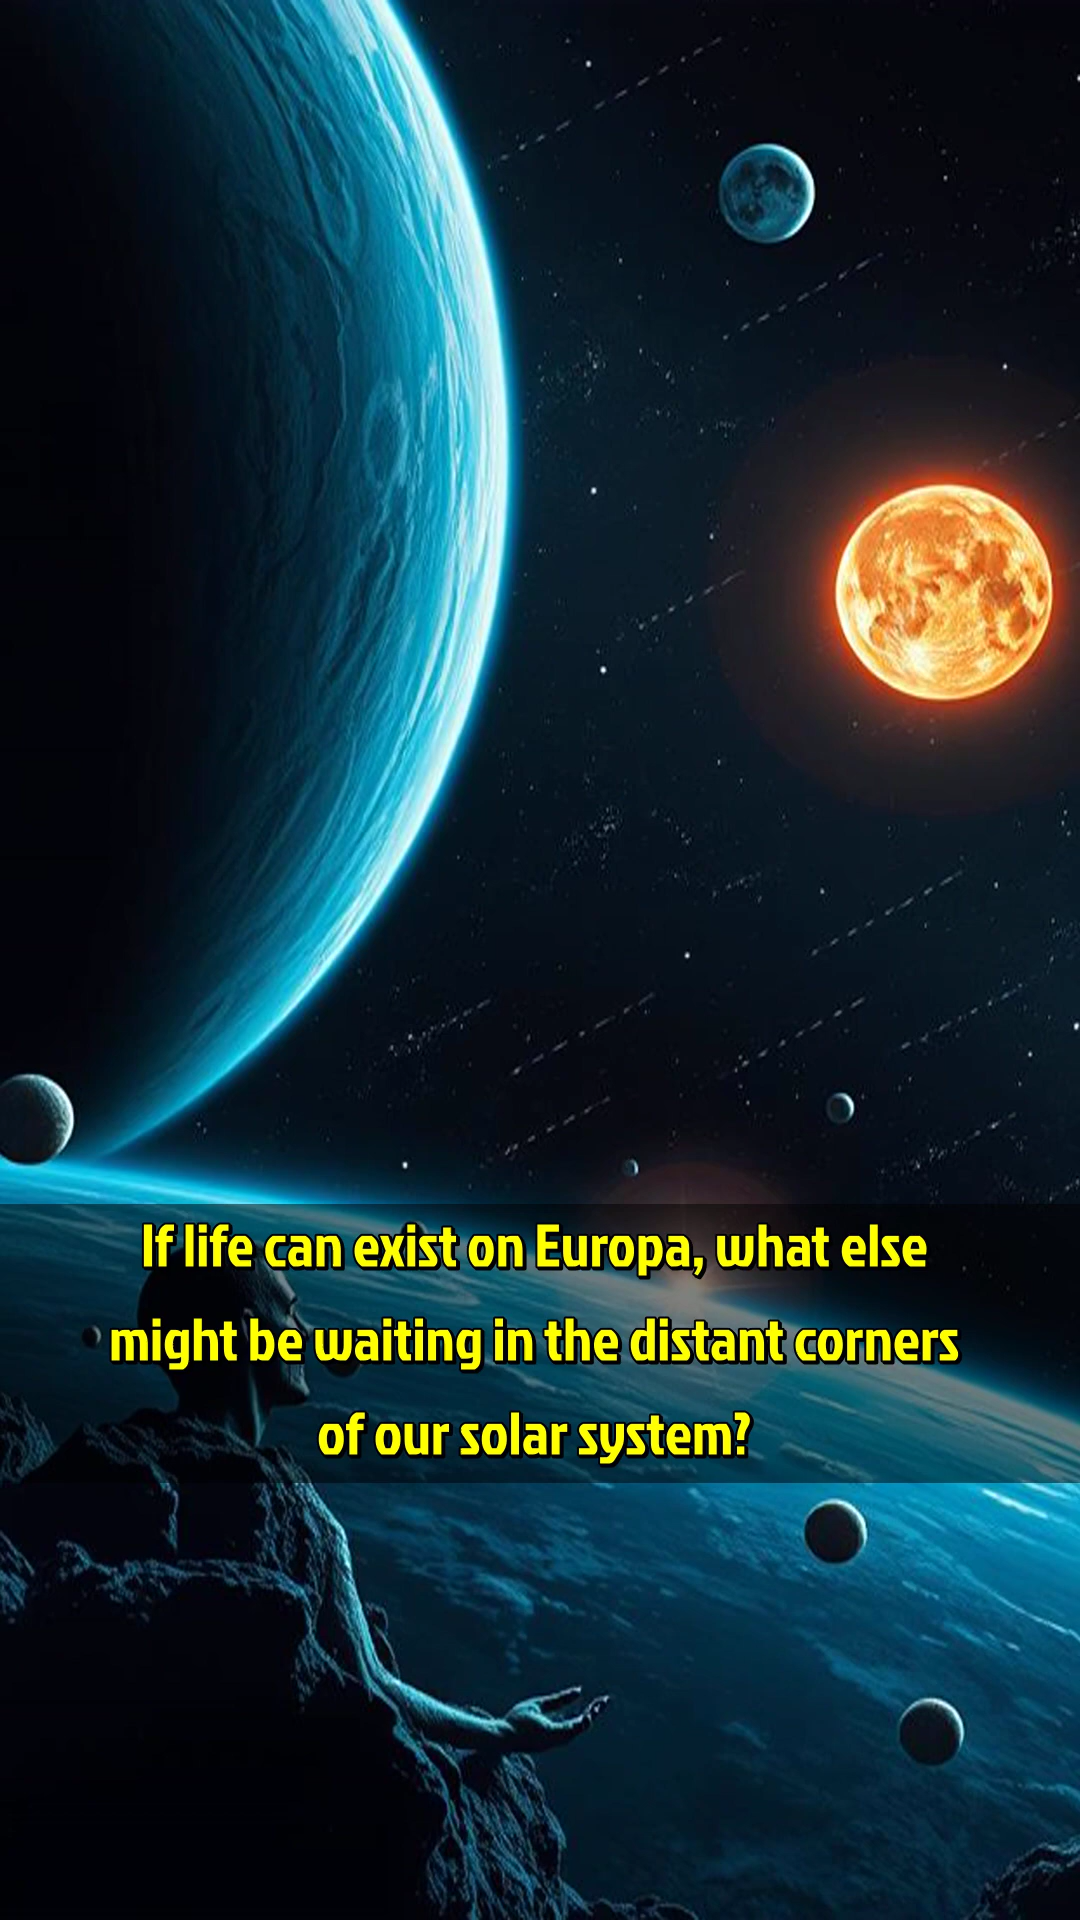 If life can exist on Europa, what else
might be waiting in the distant corners
of our solar system?